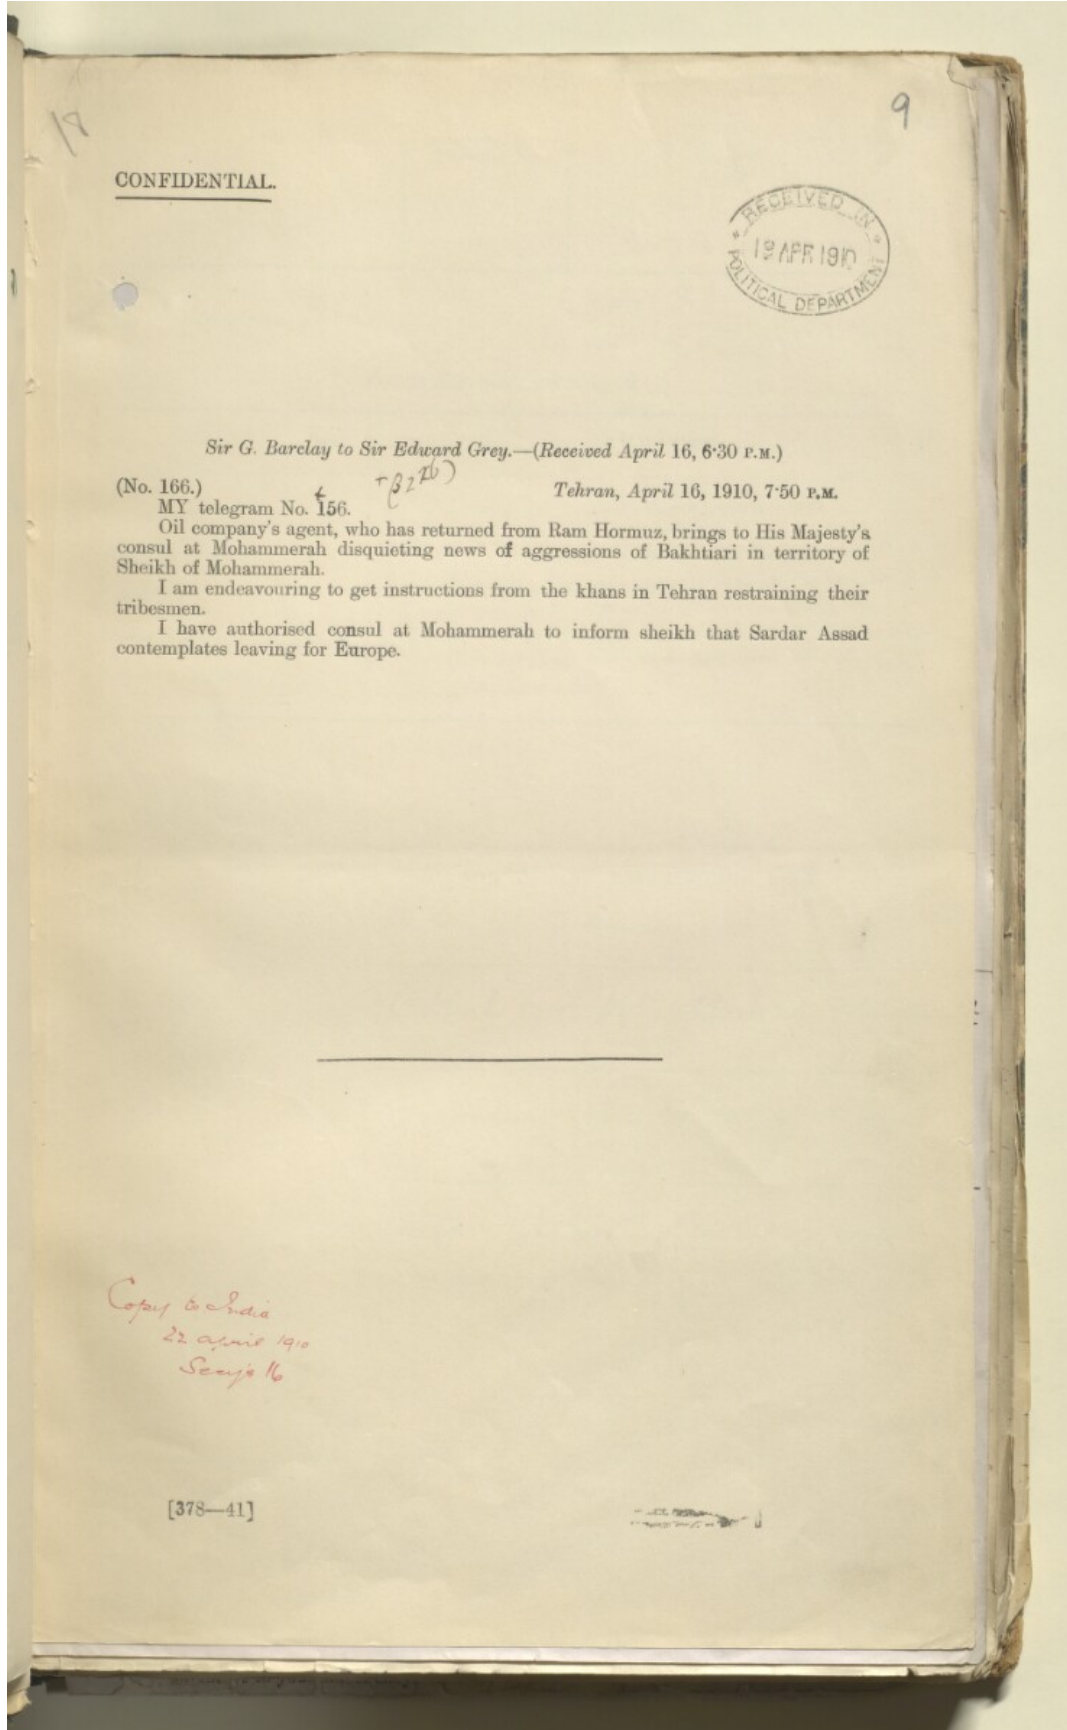 18
9
CONFIDENTIAL.
RECEIVED IN
19 APR 1910
POLITICAL DEPARTMENT
Sir G. Barclay to Sir Edward Grey.—(Received April 16, 6·30 P.M.)
(No. 166.)
Tehran, April 16, 1910, 7·50 P.M.
MY telegram No. 156.
Oil company's agent, who has returned from Ram Hormuz, brings to His Majesty's
consul at Mohammerah disquieting news of aggressions of Bakhtiari in territory of
Sheikh of Mohammerah.
I am endeavouring to get instructions from the khans in Tehran restraining their
tribesmen.
I have authorised consul at Mohammerah to inform sheikh that Sardar Assad
contemplates leaving for Europe.
Copy to India
22 april 1910
Secy's 16
[378—41]